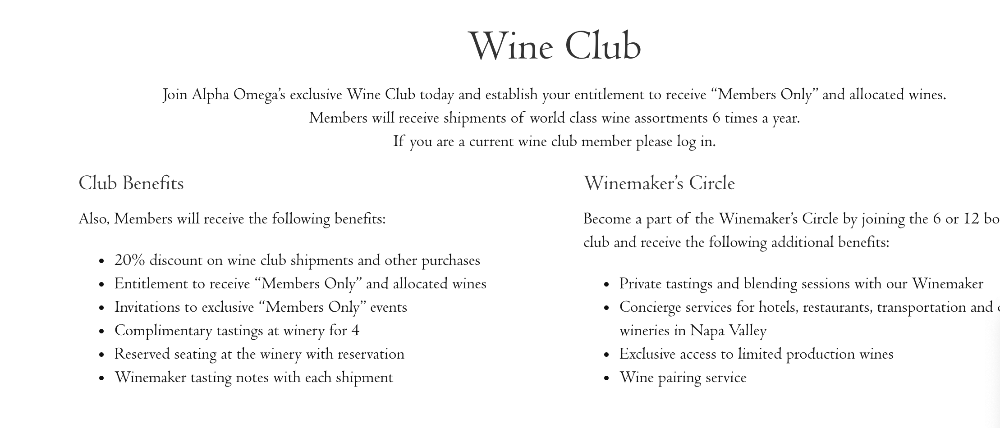 Wine Club
Join Alpha Omega’s exclusive Wine Club today and establish your entitlement to receive “Members Only” and allocated wines.
Members will receive shipments of world class wine assortments 6 times a year.
If you are a current wine club member please log in.
Club Benefits
Also, Members will receive the following benefits:
• 20% discount on wine club shipments and other purchases
• Entitlement to receive “Members Only” and allocated wines
• Invitations to exclusive “Members Only” events
• Complimentary tastings at winery for 4
• Reserved seating at the winery with reservation
• Winemaker tasting notes with each shipment
Winemaker’s Circle
Become a part of the Winemaker’s Circle by joining the 6 or 12
club and receive the following additional benefits:
• Private tastings and blending sessions with our Winemaker
• Concierge services for hotels, restaurants, transportation and
wineries in Napa Valley
• Exclusive access to limited production wines
• Wine pairing service